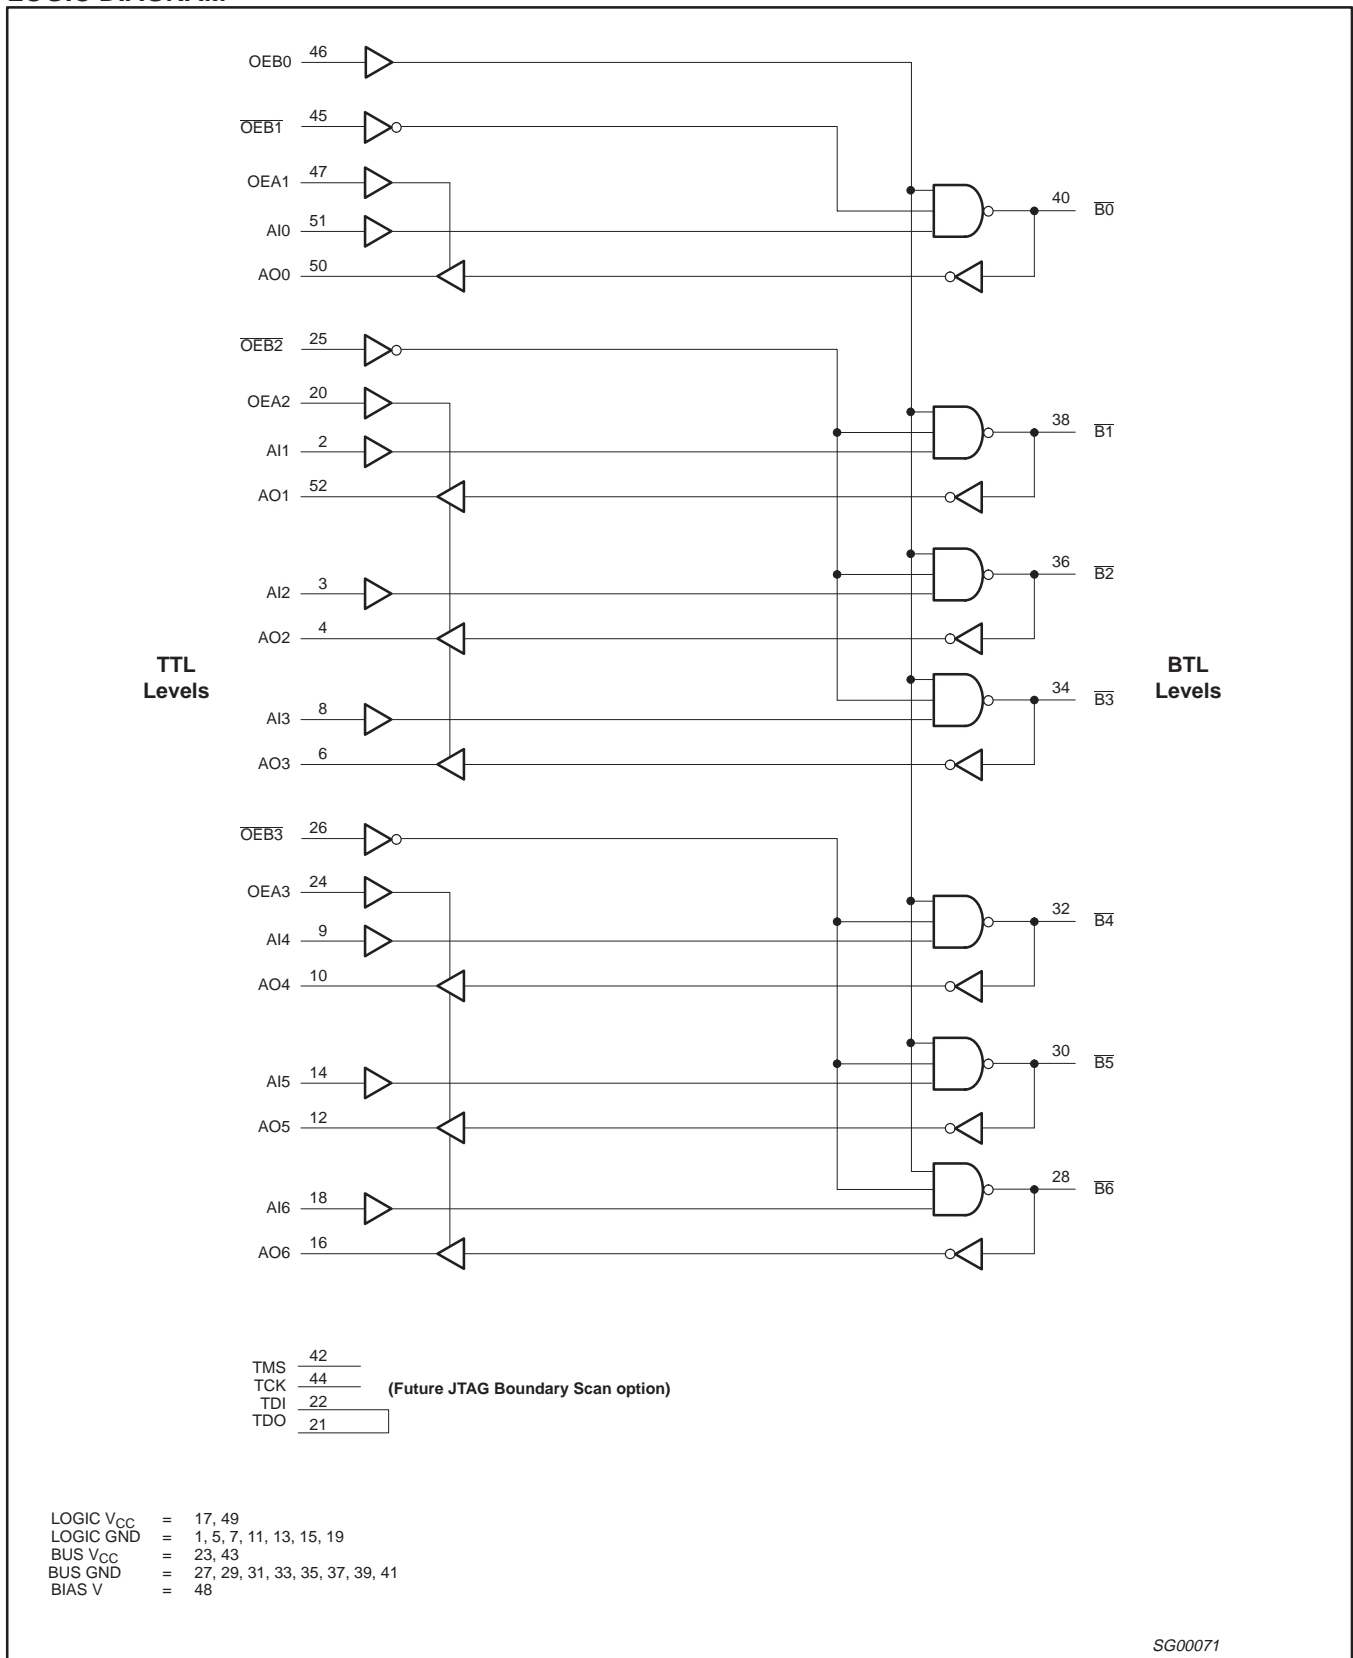 LOGIC DIAGRAM
OEB0 46
OEB1 45
OEA1 47
AI0 51
40 B0
AO0 50
OEB2 25
OEA2 20
AI1 2
38 B1
AO1 52
AI2 3
36 B2
AO2 4
TTL
Levels
BTL
Levels
AI3 8
34 B3
AO3 6
OEB3 26
OEA3 24
AI4 9
32 B4
AO4 10
AI5 14
30 B5
AO5 12
AI6 18
28 B6
AO6 16
TMS 42
TCK 44
(Future JTAG Boundary Scan option)
TDI 22
TDO 21
LOGIC VCC = 17, 49
LOGIC GND = 1, 5, 7, 11, 13, 15, 19
BUS VCC = 23, 43
BUS GND = 27, 29, 31, 33, 35, 37, 39, 41
BIAS V = 48
SG00071